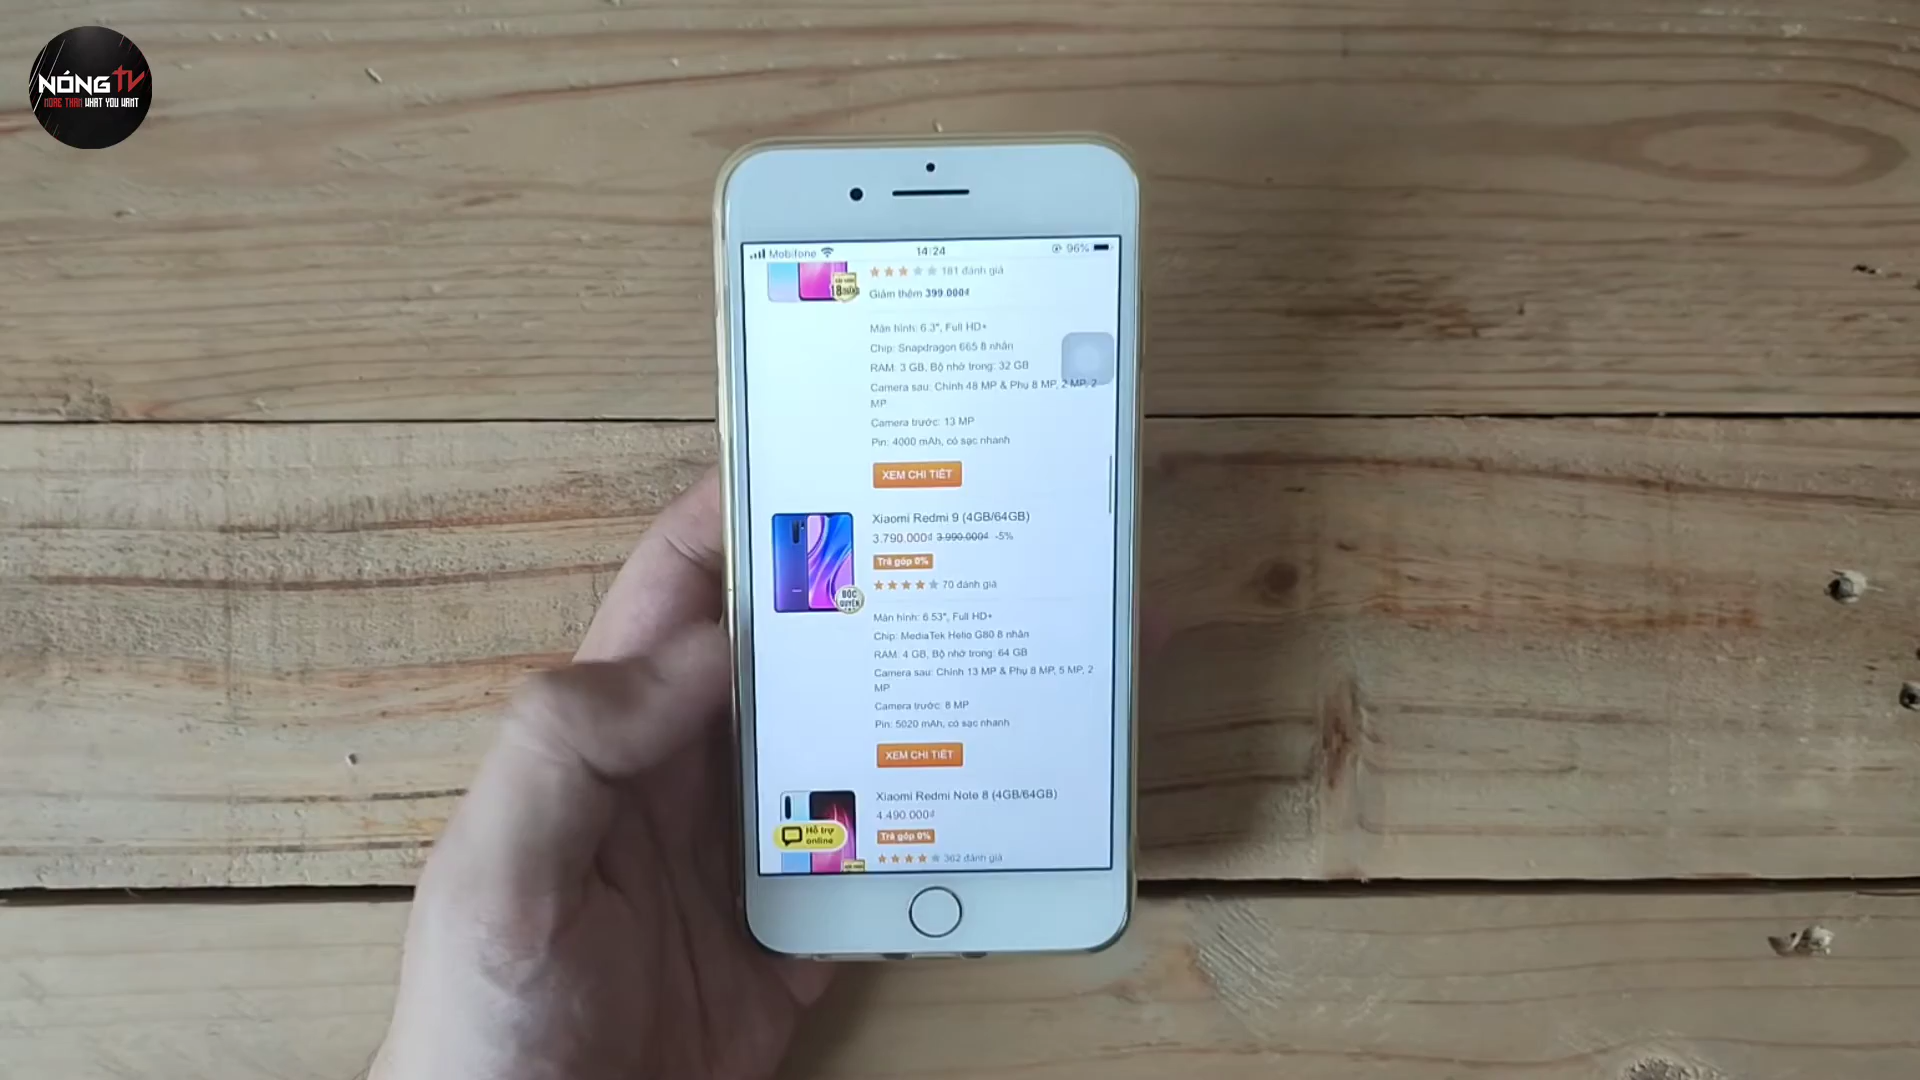 NÓNG TV
MORE THAN WHAT YOU WANT
Mobifone
14:24
96%
181 đánh giá
Giảm thêm 399.000₫
Màn hình: 6.3", Full HD+
Chip: Snapdragon 665 8 nhân
RAM: 3 GB, Bộ nhớ trong: 32 GB
Camera sau: Chính 48 MP & Phụ 8 MP, 2 MP, 2
MP
Camera trước: 13 MP
Pin: 4000 mAh, có sạc nhanh
XEM CHI TIẾT
Xiaomi Redmi 9 (4GB/64GB)
3.790.000₫ 3.990.000₫ -5%
Trả góp 0%
70 đánh giá
ĐỘC
QUYỀN
Màn hình: 6.53", Full HD+
Chip: MediaTek Helio G80 8 nhân
RAM: 4 GB, Bộ nhớ trong: 64 GB
Camera sau: Chính 13 MP & Phụ 8 MP, 5 MP, 2
MP
Camera trước: 8 MP
Pin: 5020 mAh, có sạc nhanh
XEM CHI TIẾT
Xiaomi Redmi Note 8 (4GB/64GB)
4.490.000₫
Trả góp 0%
362 đánh giá
Hỗ trợ
online